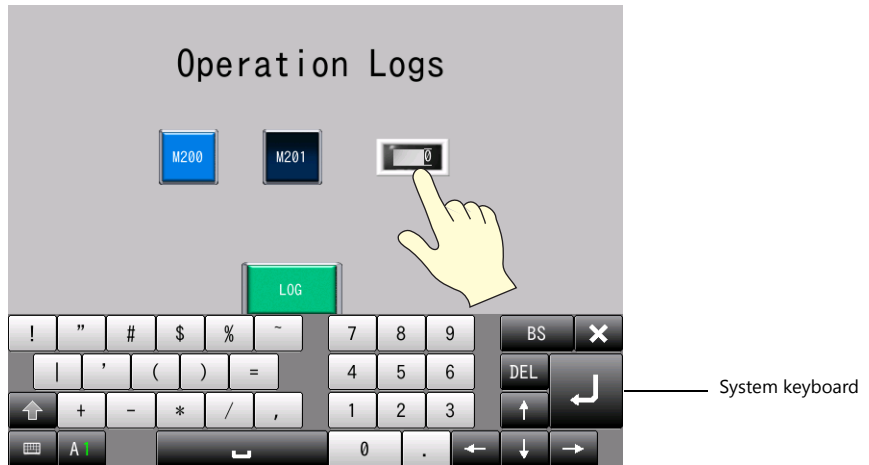 Operation Logs
M200 M201 0
LOG
! " # $ % ~ 7 8 9 BS ×
| ' ( ) = 4 5 6 DEL
System keyboard
+ - * / , 1 2 3 ↑
A1 0 . ← ↓ →